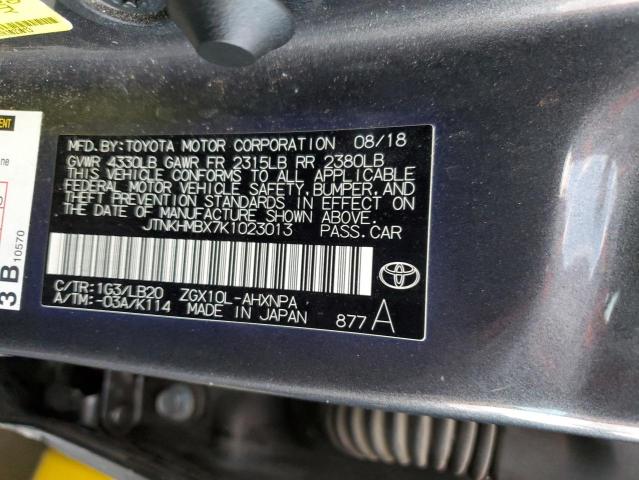 MFD.BY:TOYOTA MOTOR CORPORATION 08/18
GVWR 4330LB GAWR FR 2315LB RR 2380LB
THIS VEHICLE CONFORMS TO ALL APPLICABLE
FEDERAL MOTOR VEHICLE SAFETY, BUMPER, AND
THEFT PREVENTION STANDARDS IN EFFECT ON
THE DATE OF MANUFACTURE SHOWN ABOVE.
JTNKHMBX7K1023013 PASS.CAR
C/TR:1G3/LB20 ZGX10L-AHXNPA
A/TM:-03A/K114 MADE IN JAPAN
877 A
3B
10570